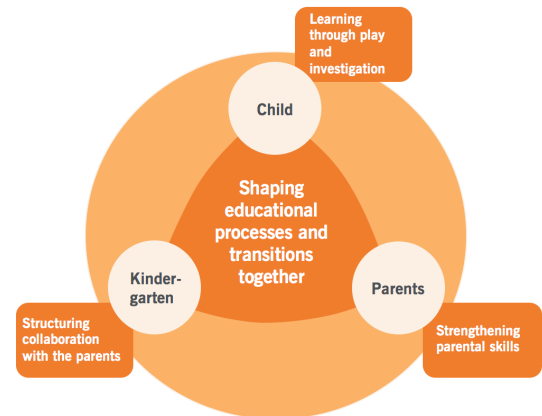 Learning
through play
and
investigation
Child
Shaping
educational
processes and
transitions
together
Kinder-
garten
Parents
Structuring
collaboration
with the parents
Strengthening
parental skills